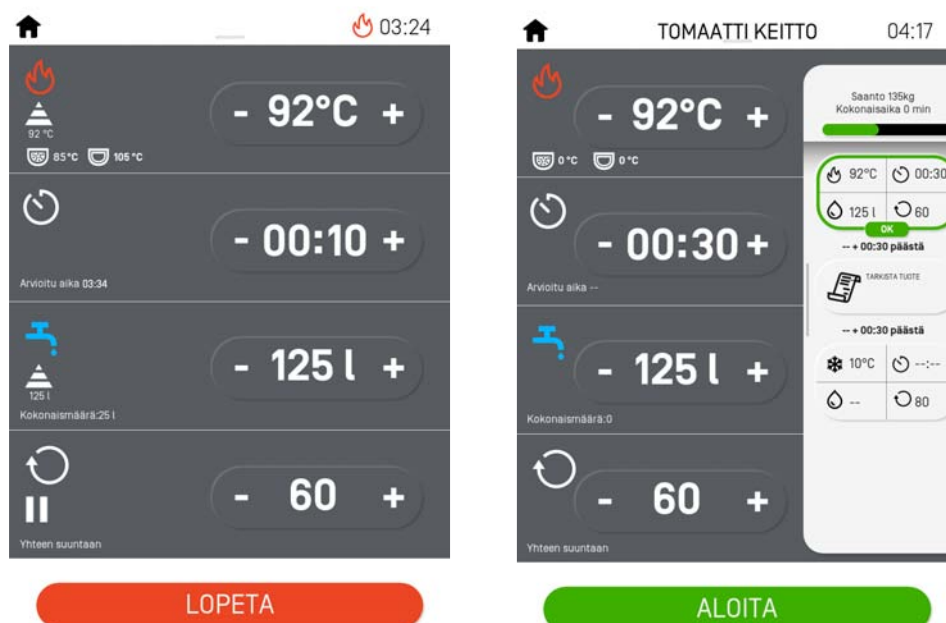 03:24
92 °C
85°C 105 °C
- 92°C +
- 00:10 +
Arvioitu aika 03:34
- 125 l +
125 l
Kokonaismäärä:25 l
- 60 +
Yhteen suuntaan
LOPETA
TOMAATTI KEITTO 04:17
- 92°C +
0 °C 0 °C
- 00:30 +
Arvioitu aika --
- 125 l +
Kokonaismäärä:0
- 60 +
Yhteen suuntaan
Saanto 135kg
Kokonaisaika 0 min
92°C 00:30
125 l 60
OK
-- + 00:30 päästä
TARKISTA TUOTE
-- + 00:30 päästä
10°C --:--
-- 80
ALOITA